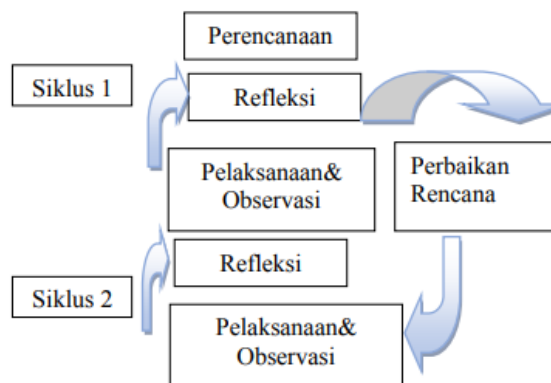 Perencanaan
Siklus 1
Refleksi
Pelaksanaan&
Observasi
Perbaikan
Rencana
Refleksi
Siklus 2
Pelaksanaan&
Observasi